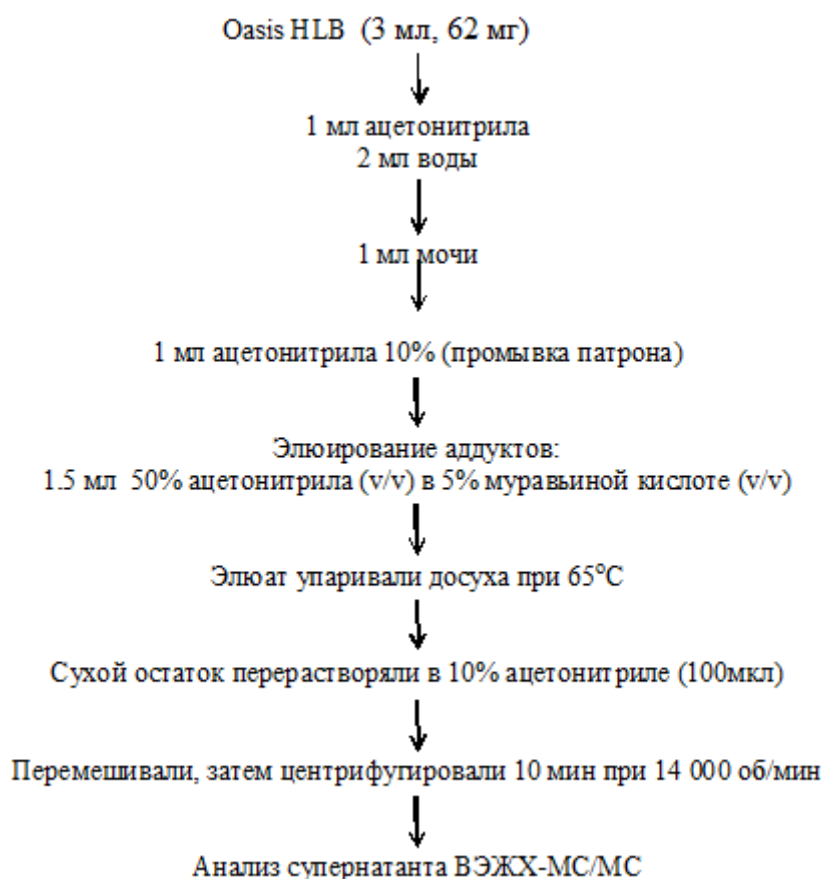 Oasis HLB (3 мл, 62 мг)
1 мл ацетонитрила
2 мл воды
1 мл мочи
1 мл ацетонитрила 10% (промывка патрона)
Элюирование аддуктов:
1.5 мл 50% ацетонитрила (v/v) в 5% муравьиной кислоте (v/v)
Элюат упаривали досуха при 65°С
Сухой остаток перерастворяли в 10% ацетонитриле (100мкл)
Перемешивали, затем центрифугировали 10 мин при 14 000 об/мин
Анализ супернатанта ВЭЖХ-МС/МС